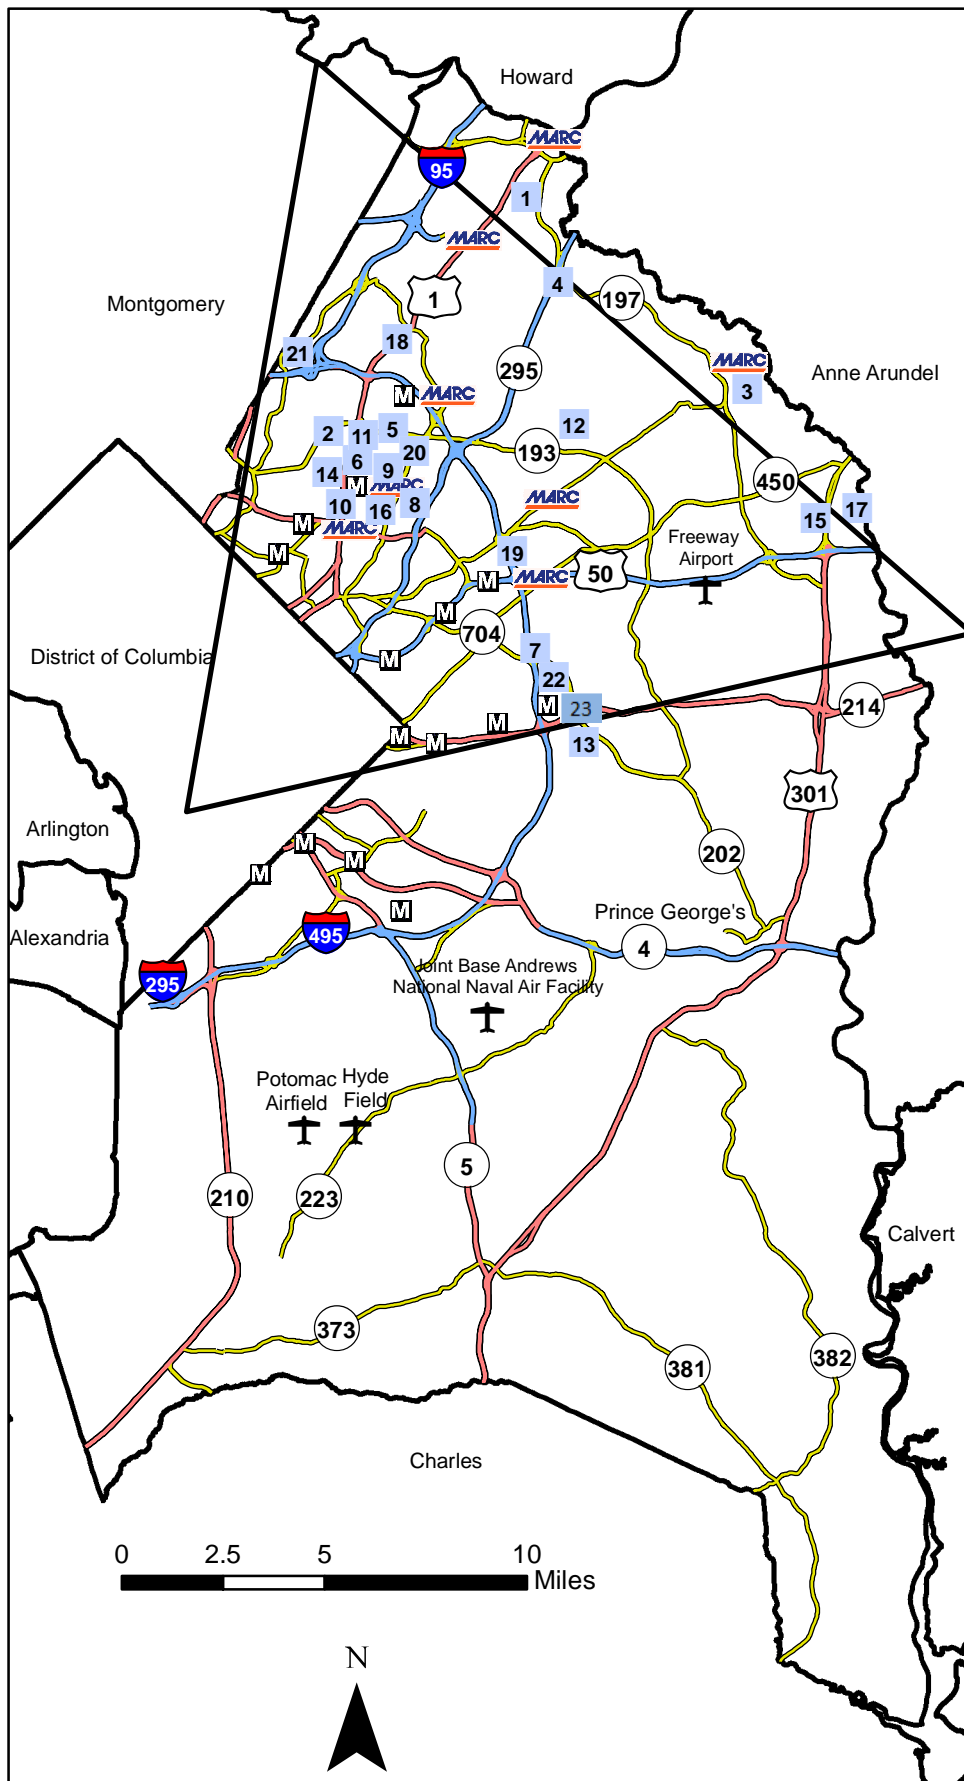 Howard
MARC
95
1
MARC
4
197
Montgomery
1
18
21
295
MARC
3
Anne Arundel
M
MARC
2
11
5
12
6
9
20
193
14
M
MARC
450
10
16
8
MARC
15
17
M
MARC
Freeway
Airport
M
19
M
MARC
50
704
M
District of Columbia
M
7
22
M
23
214
M
M
M
13
301
Arlington
M
M
202
M
M
Prince George's
Alexandria
495
4
295
Joint Base Andrews
National Naval Air Facility
Potomac
Airfield
Hyde
Field
5
210
223
Calvert
373
381
382
Charles
0 2.5 5 10
Miles
N